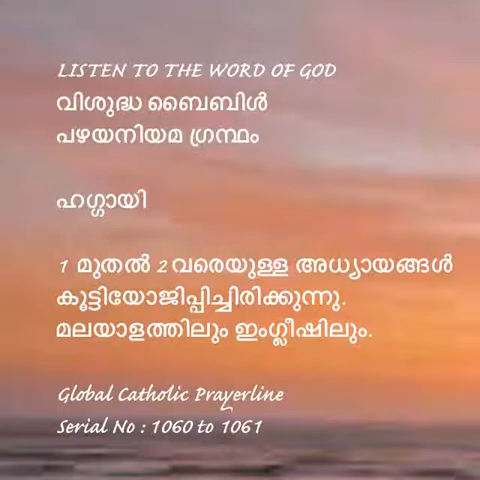 LISTEN TO THE WORD OF GOD
വിശുദ്ധ ബൈബിൾ
പഴയനിയമ ഗ്രന്ഥം
ഹഗ്ഗായി
1 മുതൽ 2 വരെയുള്ള അധ്യായങ്ങൾ
കൂട്ടിയോജിപ്പിച്ചിരിക്കുന്നു.
മലയാളത്തിലും ഇംഗ്ലീഷിലും.
Global Catholic Prayerline
Serial No : 1060 to 1061